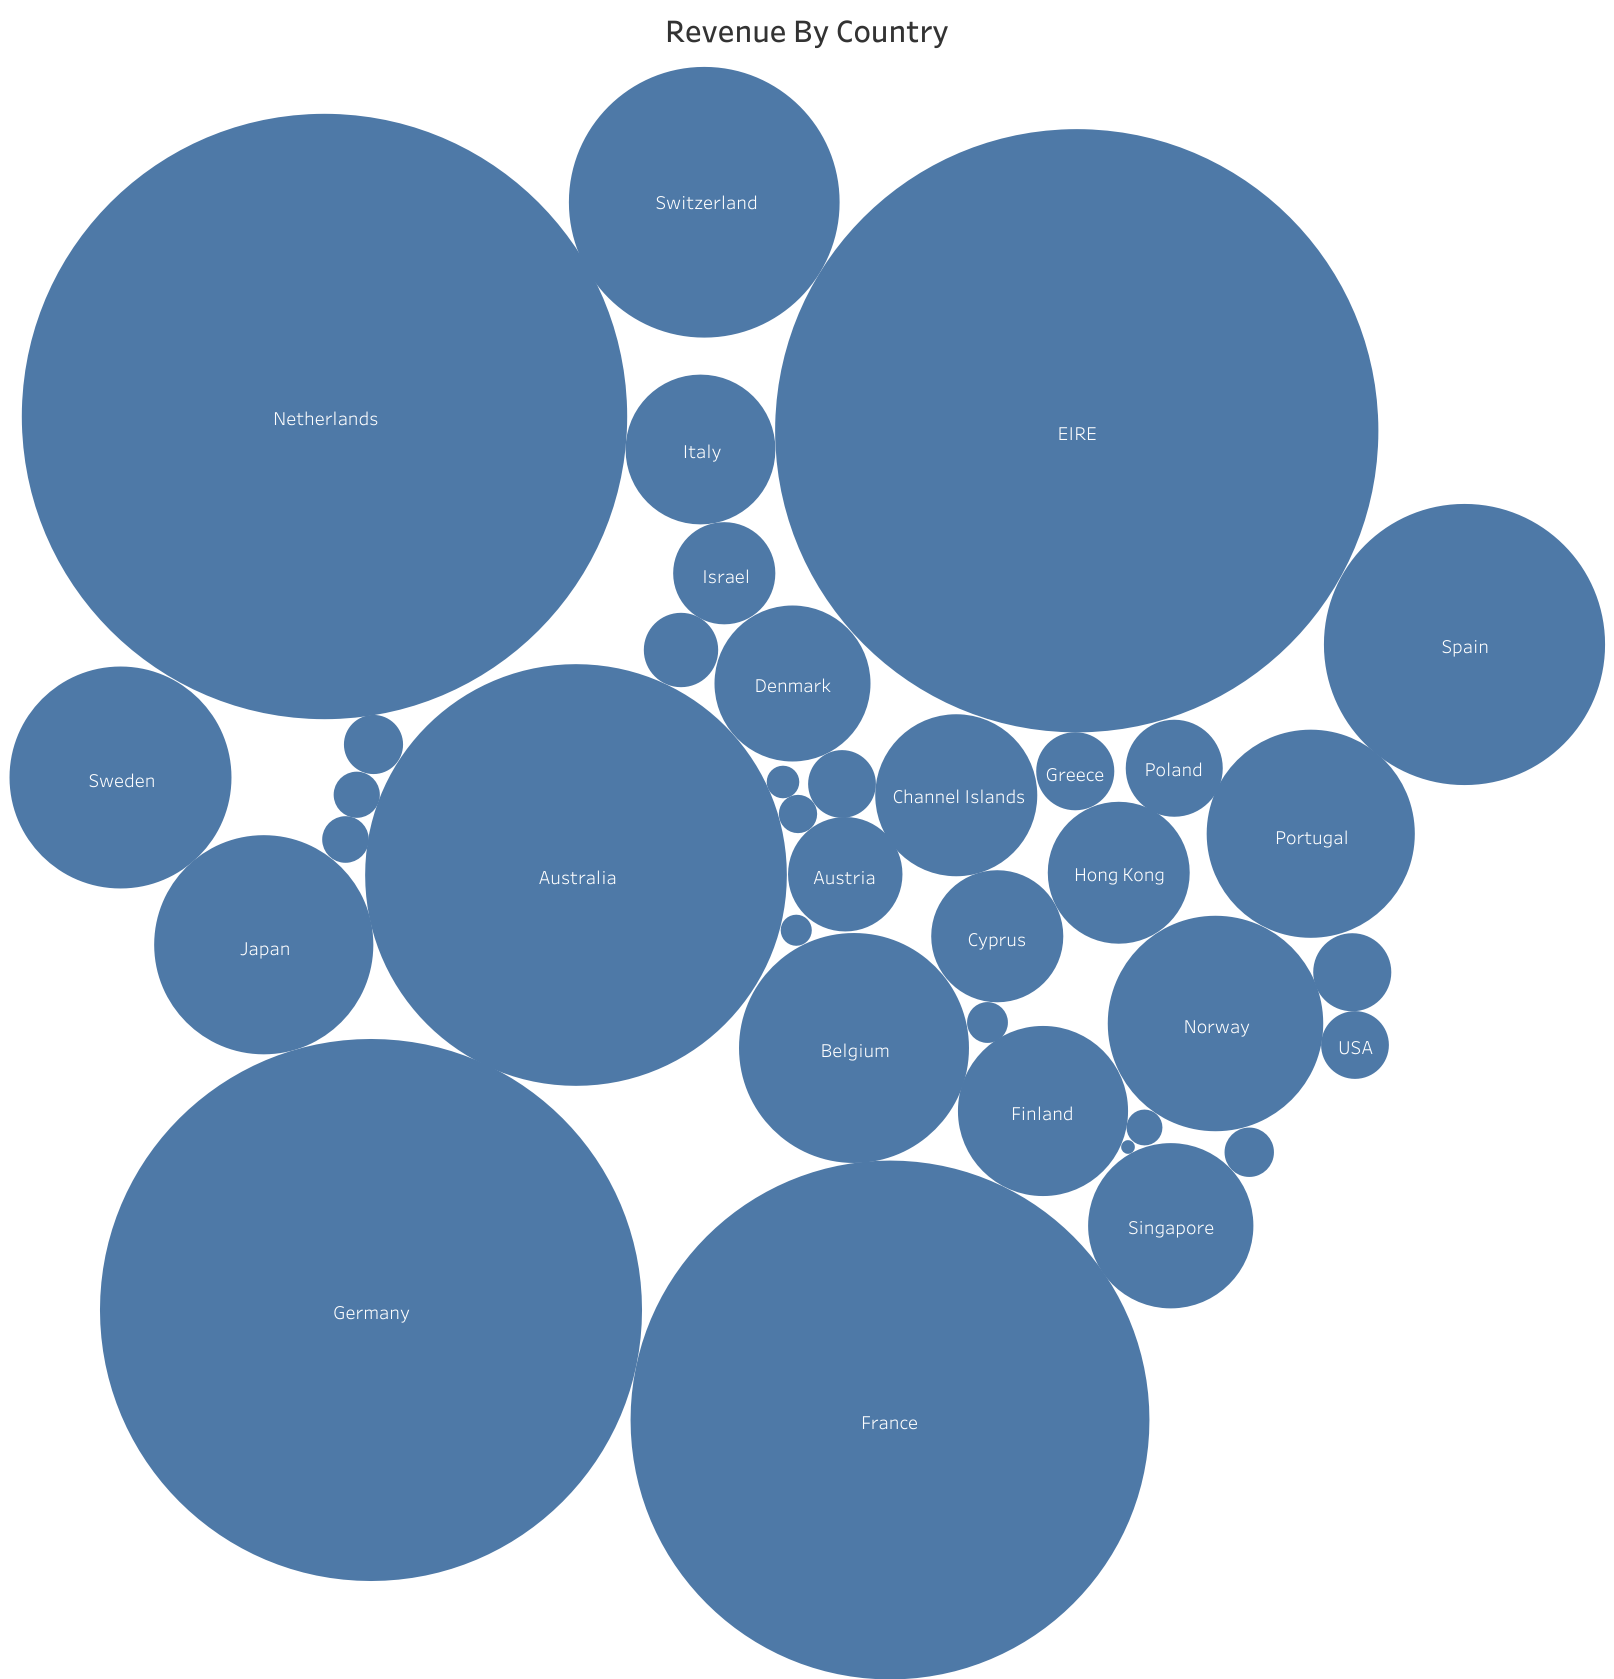 Revenue By Country
Switzerland
Netherlands
EIRE
Italy
Israel
Spain
Denmark
Sweden
Channel Islands
Greece
Poland
Portugal
Australia
Austria
Hong Kong
Japan
Cyprus
Belgium
Norway
USA
Finland
Singapore
Germany
France